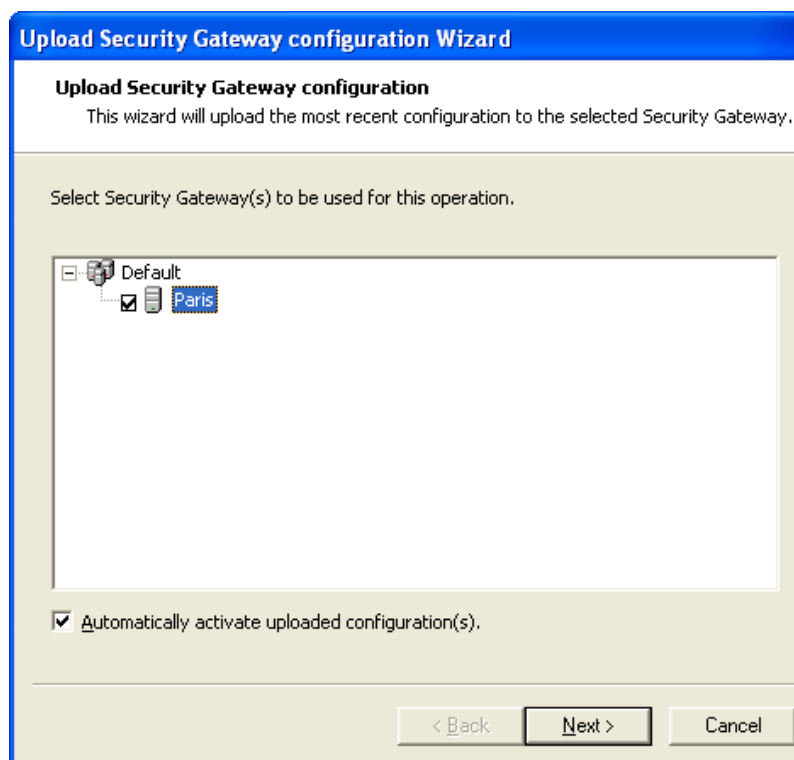 Upload Security Gateway configuration Wizard
Upload Security Gateway configuration
This wizard will upload the most recent configuration to the selected Security Gateway.
Select Security Gateway(s) to be used for this operation.
Default
Paris
Automatically activate uploaded configuration(s).
< Back
Next >
Cancel